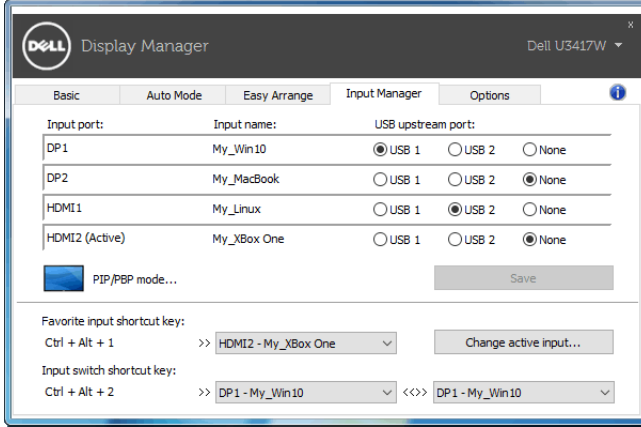 DELL Display Manager Dell U3417W
x
Basic Auto Mode Easy Arrange Input Manager Options i
Input port: Input name: USB upstream port:
DP1 My_Win10 USB 1 USB 2 None
DP2 My_MacBook USB 1 USB 2 None
HDMI1 My_Linux USB 1 USB 2 None
HDMI2 (Active) My_XBox One USB 1 USB 2 None
PIP/PBP mode... Save
Favorite input shortcut key:
Ctrl + Alt + 1 >> HDMI2 - My_XBox One Change active input...
Input switch shortcut key:
Ctrl + Alt + 2 >> DP1 - My_Win10 <<>> DP1 - My_Win10